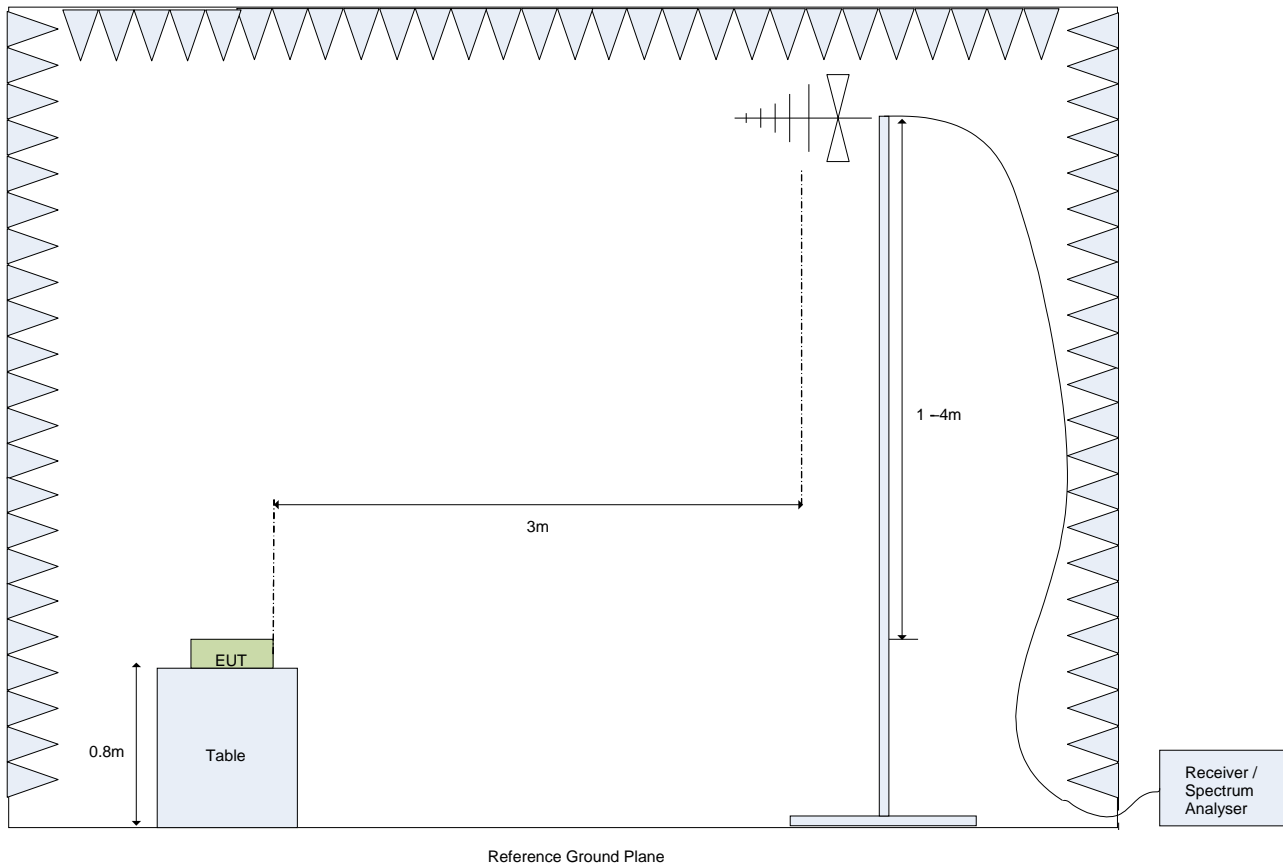 1 –4m
3m
EUT
0.8m
Table
Receiver /
Spectrum
Analyser
Reference Ground Plane